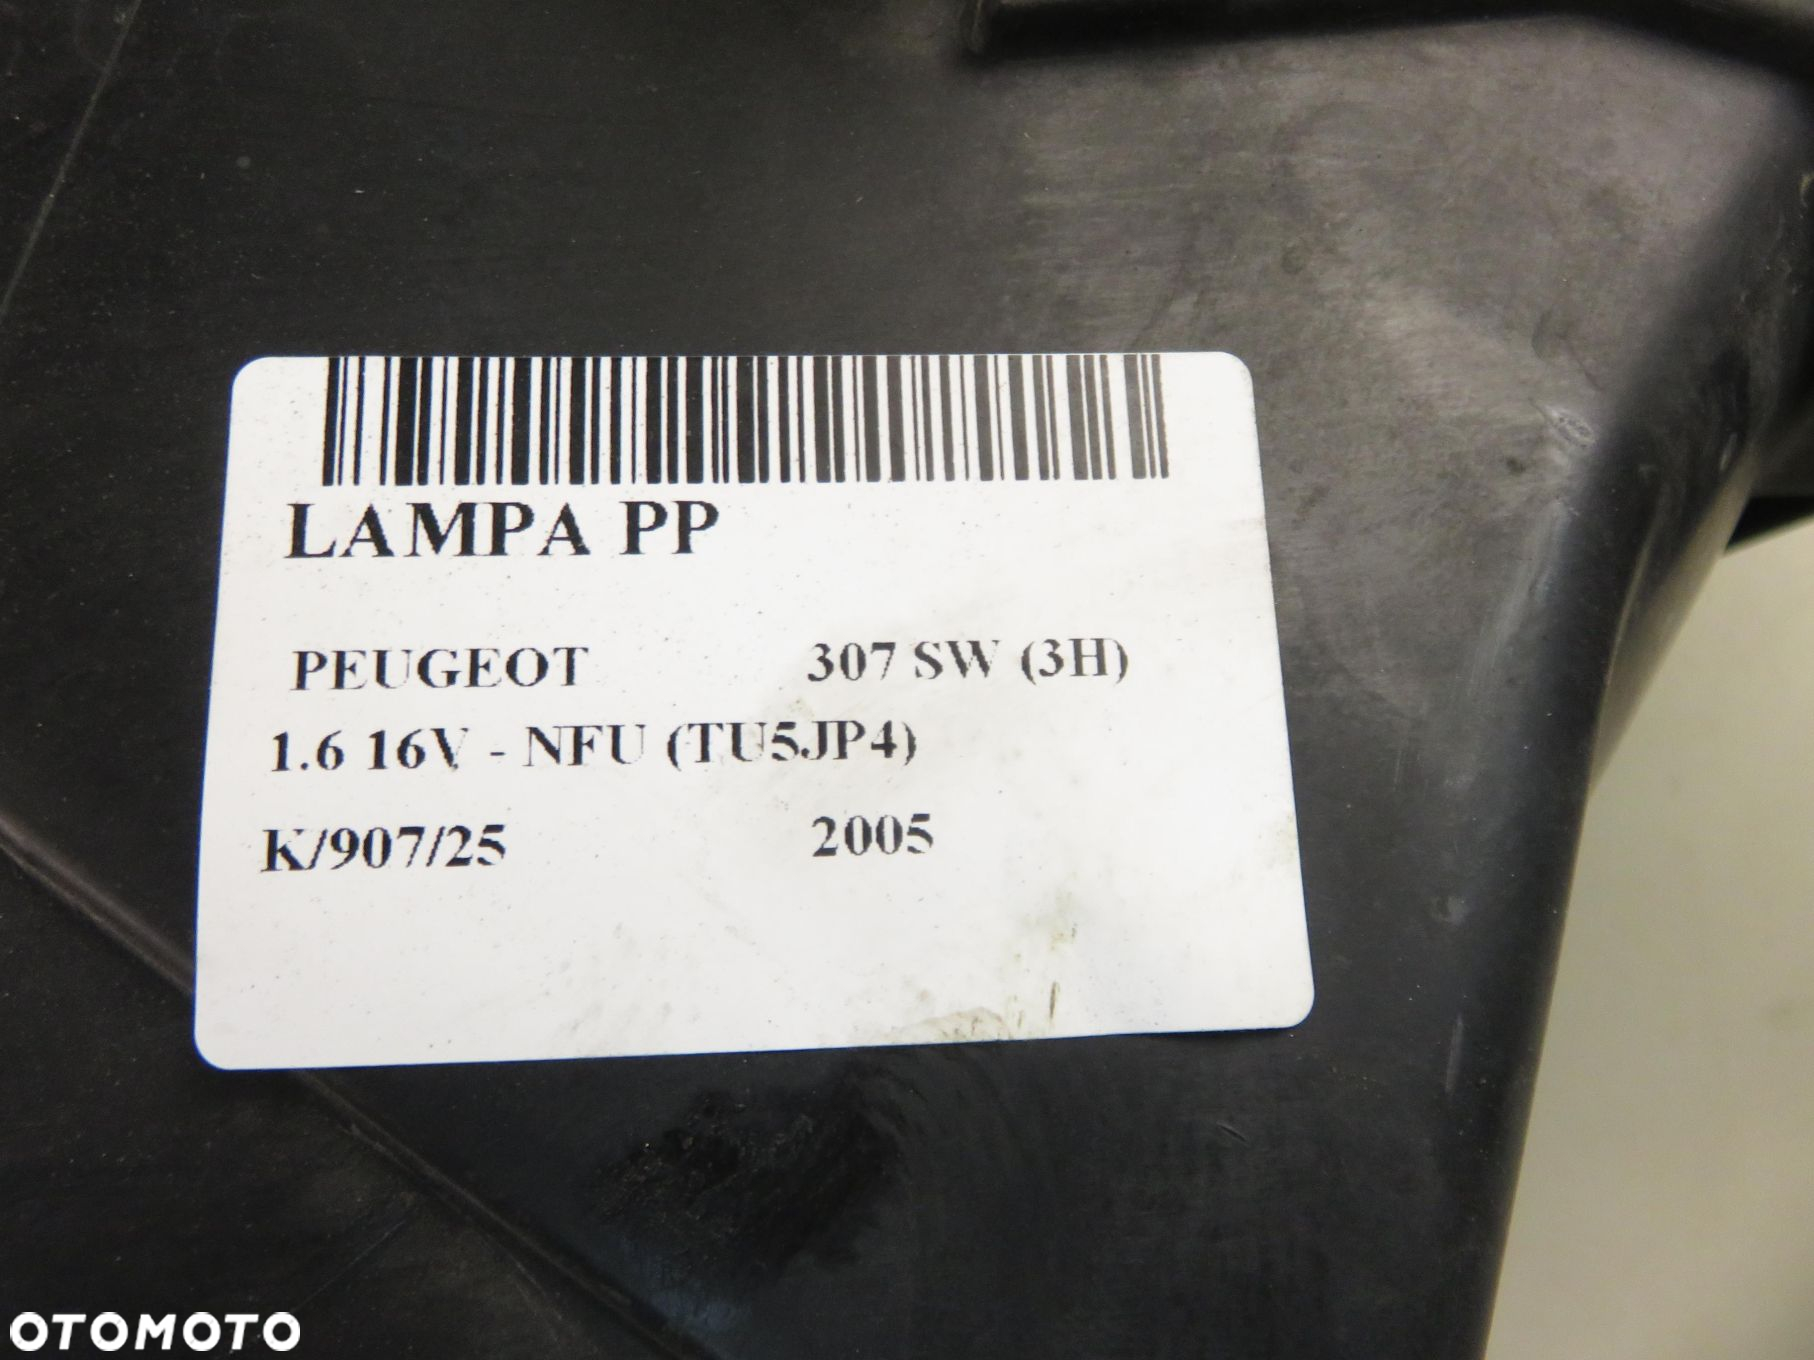 LAMPA PP
PEUGEOT 307 SW (3H)
1.6 16V - NFU (TU5JP4)
K/907/25 2005
OTOMOTO